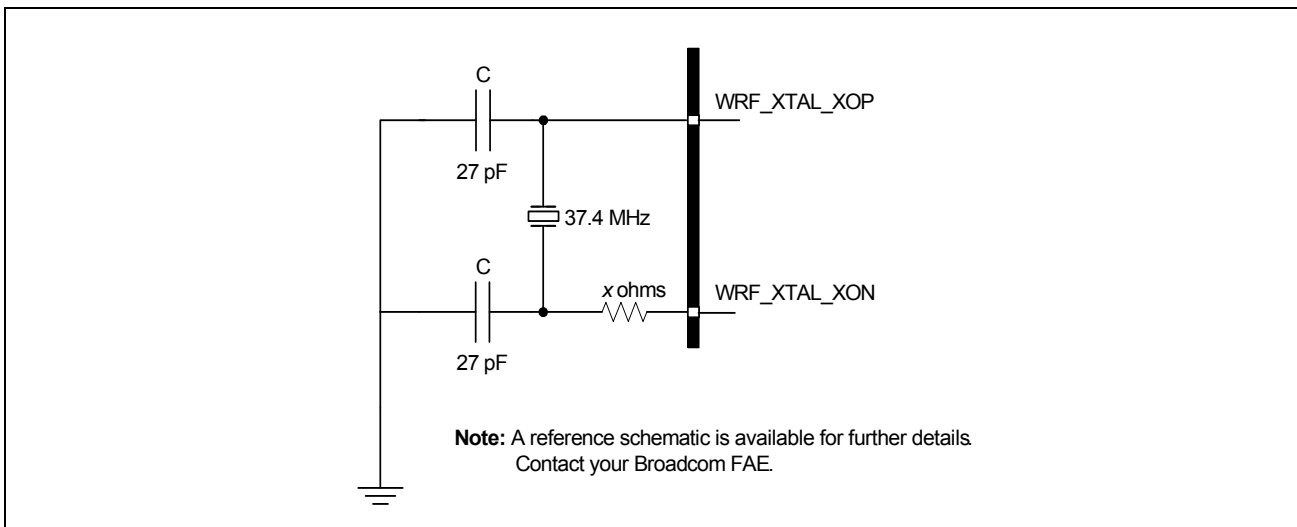 C
WRF_XTAL_XOP
27 pF
37.4 MHz
C
x ohms
WRF_XTAL_XON
27 pF
Note: A reference schematic is available for further details.
Contact your Broadcom FAE.